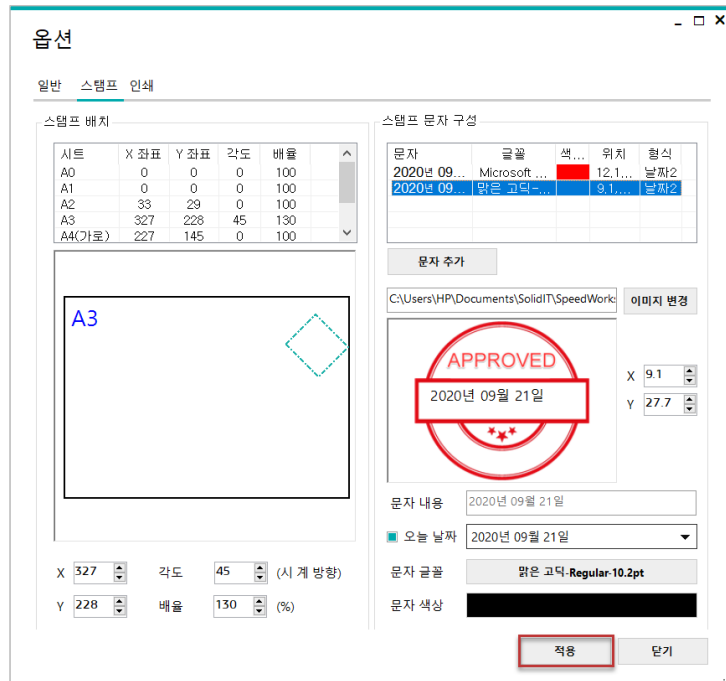 옵션
일반 스탬프 인쇄
스탬프 배치
시트 X 좌표 Y 좌표 각도 배율
A0 0 0 0 100
A1 0 0 0 100
A2 33 29 0 100
A3 327 228 45 130
A4(가로) 227 145 0 100
A3
X 327 각도 45 (시계 방향)
Y 228 배율 130 (%)
스탬프 문자 구성
문자 글꼴 색... 위치 형식
2020년 09... Microsoft ... 12,1... 날짜2
2020년 09... 맑은 고딕-... 9,1,... 날짜2
문자 추가
C:\Users\HP\Documents\SolidIT\SpeedWork: 이미지 변경
APPROVED
2020년 09월 21일
X 9.1
Y 27.7
문자 내용 2020년 09월 21일
오늘 날짜 2020년 09월 21일
문자 글꼴 맑은 고딕-Regular-10.2pt
문자 색상
적용 닫기